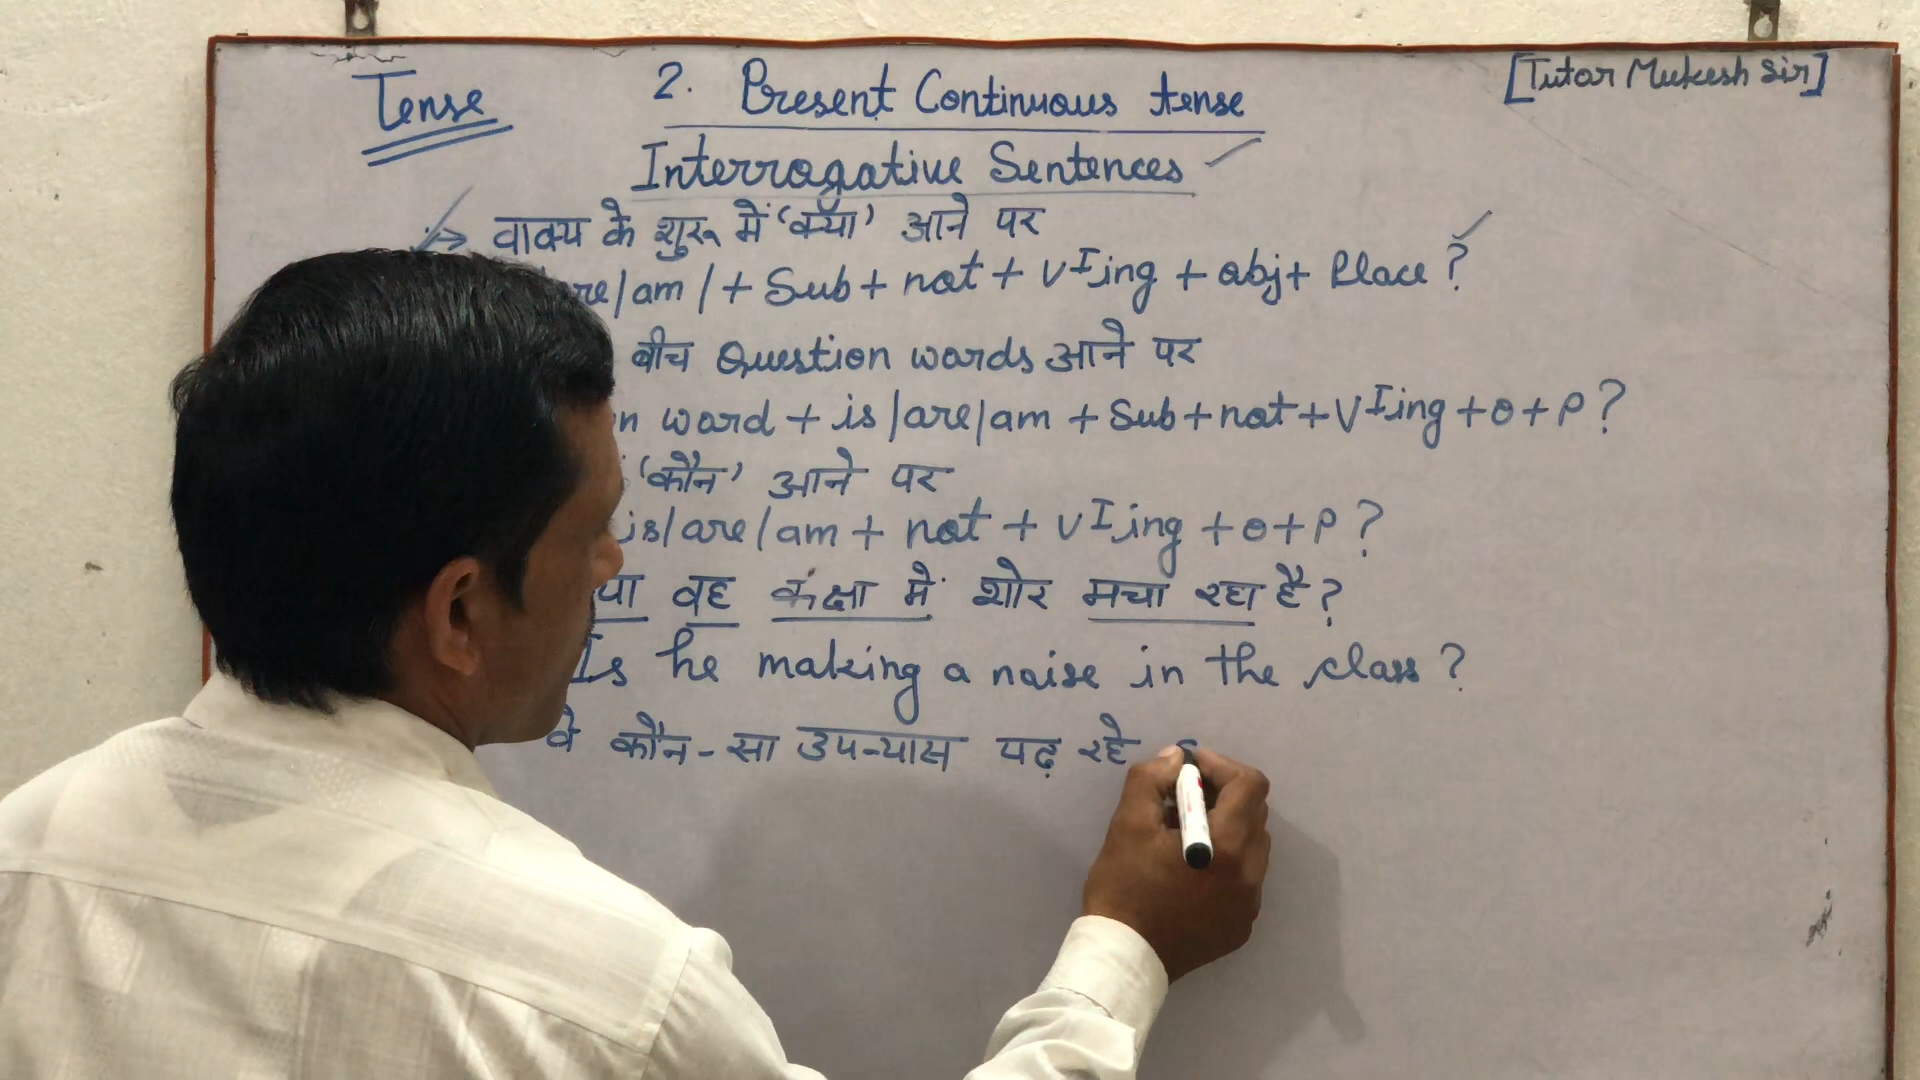 Tense
2. Present Continuous tense
[Tutor Mukesh Sir]
Interrogative Sentences
वाक्य के शुरू में 'क्या' आने पर
/am/+ Sub + not + VIing + obj + Place?
बीच Question words आने पर
word + is/are/am + Sub + not + VIing + O + P?
'कौन' आने पर
is/are/am + not + VIing + O + P?
वह कक्षा में शोर मचा रहा है?
Is he making a noise in the class?
वे कौन-सा उपन्यास पढ़ रहे